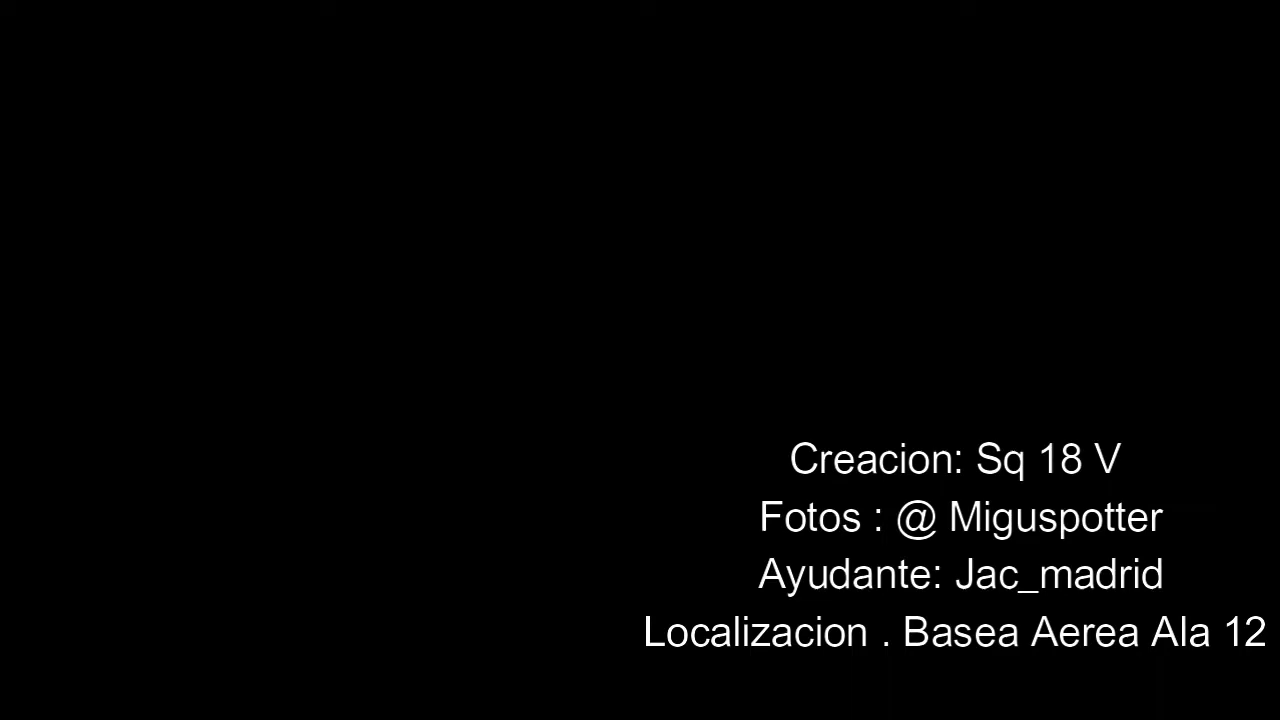 Creacion: Sq 18 V
Fotos : @ Miguspotter
Ayudante: Jac_madrid
Localizacion . Basea Aerea Ala 12